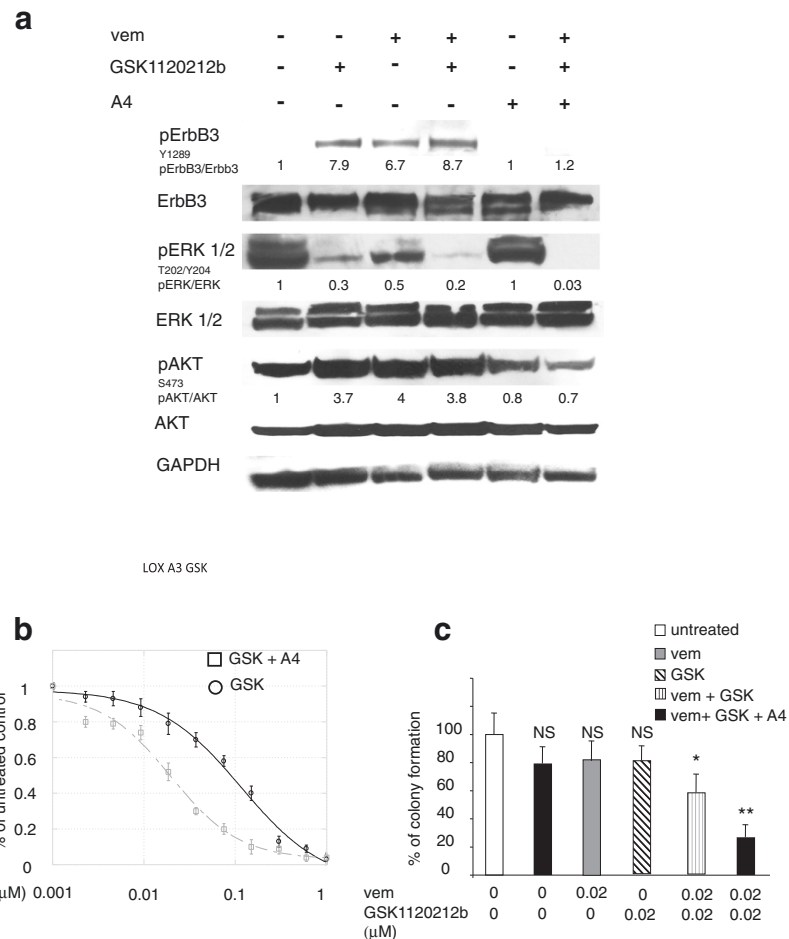 a
vem - - + + - +
GSK1120212b - + - + - +
A4 - - - - + +
pErbB3
Y1289
pErbB3/Erbb3 1 7.9 6.7 8.7 1 1.2
ErbB3
pERK 1/2
T202/Y204
pERK/ERK 1 0.3 0.5 0.2 1 0.03
ERK 1/2
pAKT
S473
pAKT/AKT 1 3.7 4 3.8 0.8 0.7
AKT
GAPDH
LOX A3 GSK
b
GSK + A4
GSK
% of untreated control
1
0.8
0.6
0.4
0.2
0
μM) 0.001 0.01 0.1 1
c
untreated
vem
GSK
vem + GSK
vem+ GSK + A4
% of colony formation
100
80
60
40
20
0
NS NS NS * **
vem 0 0 0.02 0 0.02 0.02
GSK1120212b 0 0 0 0.02 0.02 0.02
(μM)